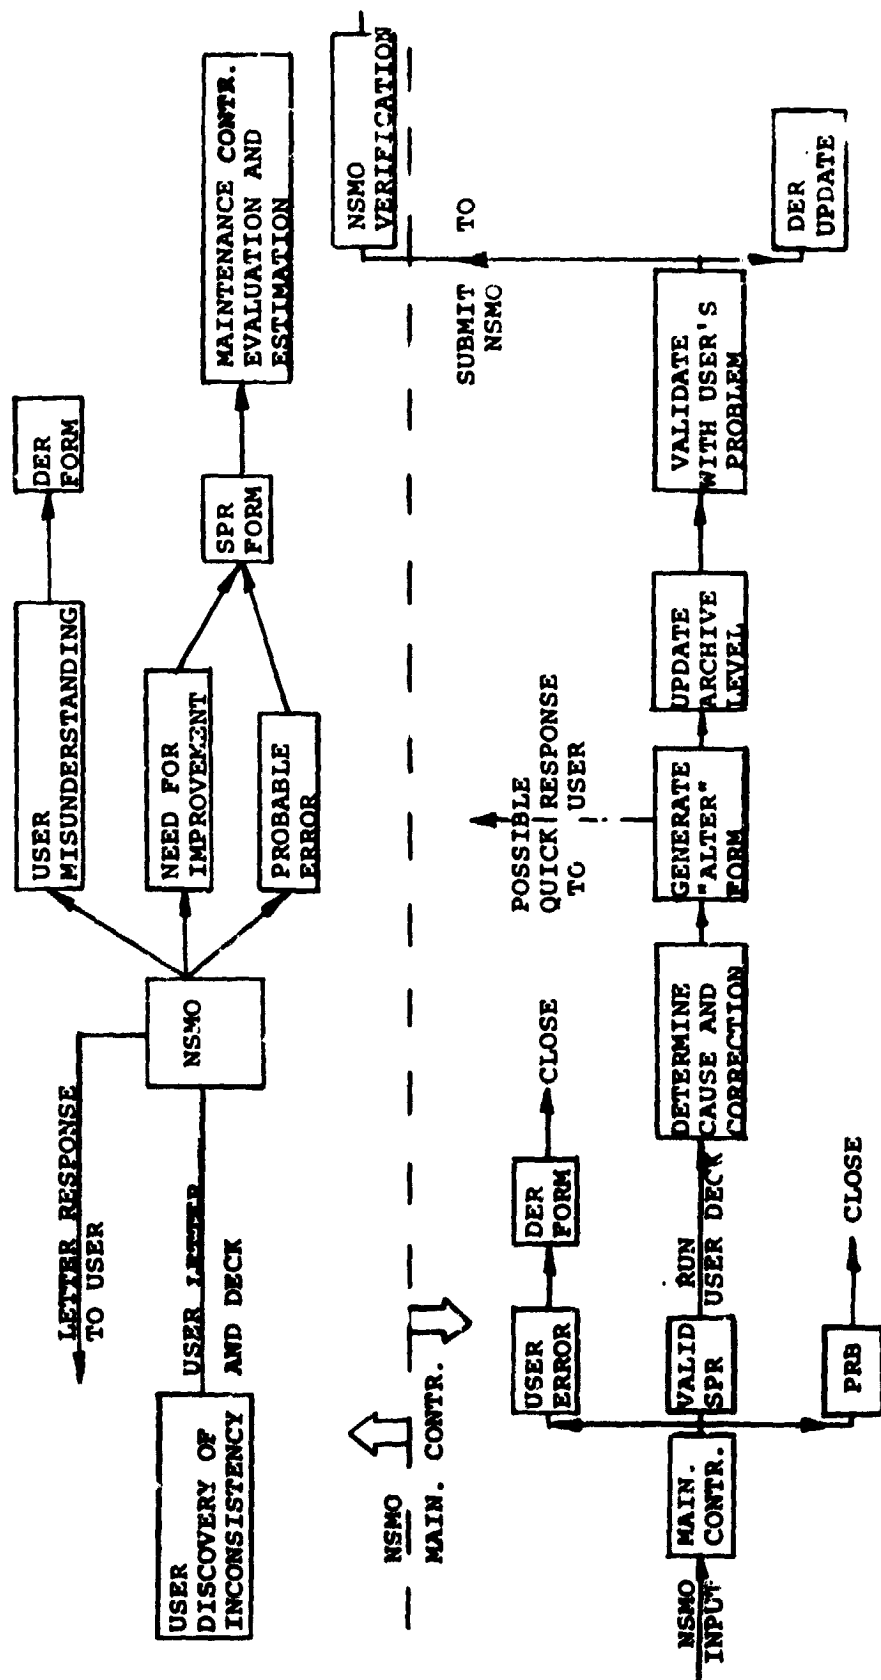 LETTER RESPONSE
TO USER
USER
DISCOVERY OF
INCONSISTENCY
USER LETTER
AND DECK
NSMO
USER
MISUNDERSTANDING
DER
FORM
NEED FOR
IMPROVEMENT
PROBABLE
ERROR
SPR
FORM
MAINTENANCE CONTR.
EVALUATION AND
ESTIMATION
NSMO
MAIN. CONTR.
NSMO
VERIFICATION
SUBMIT TO
NSMO
POSSIBLE
QUICK RESPONSE
TO USER
NSMO
INPUT
MAIN.
CONTR.
USER
ERROR
DER
FORM
CLOSE
VALID
SPR
RUN
USER DECK
PRB
CLOSE
DETERMINE
CAUSE AND
CORRECTION
GENERATE
"ALTER"
FORM
UPDATE
ARCHIVE
LEVEL
VALIDATE
WITH USER'S
PROBLEM
DER
UPDATE